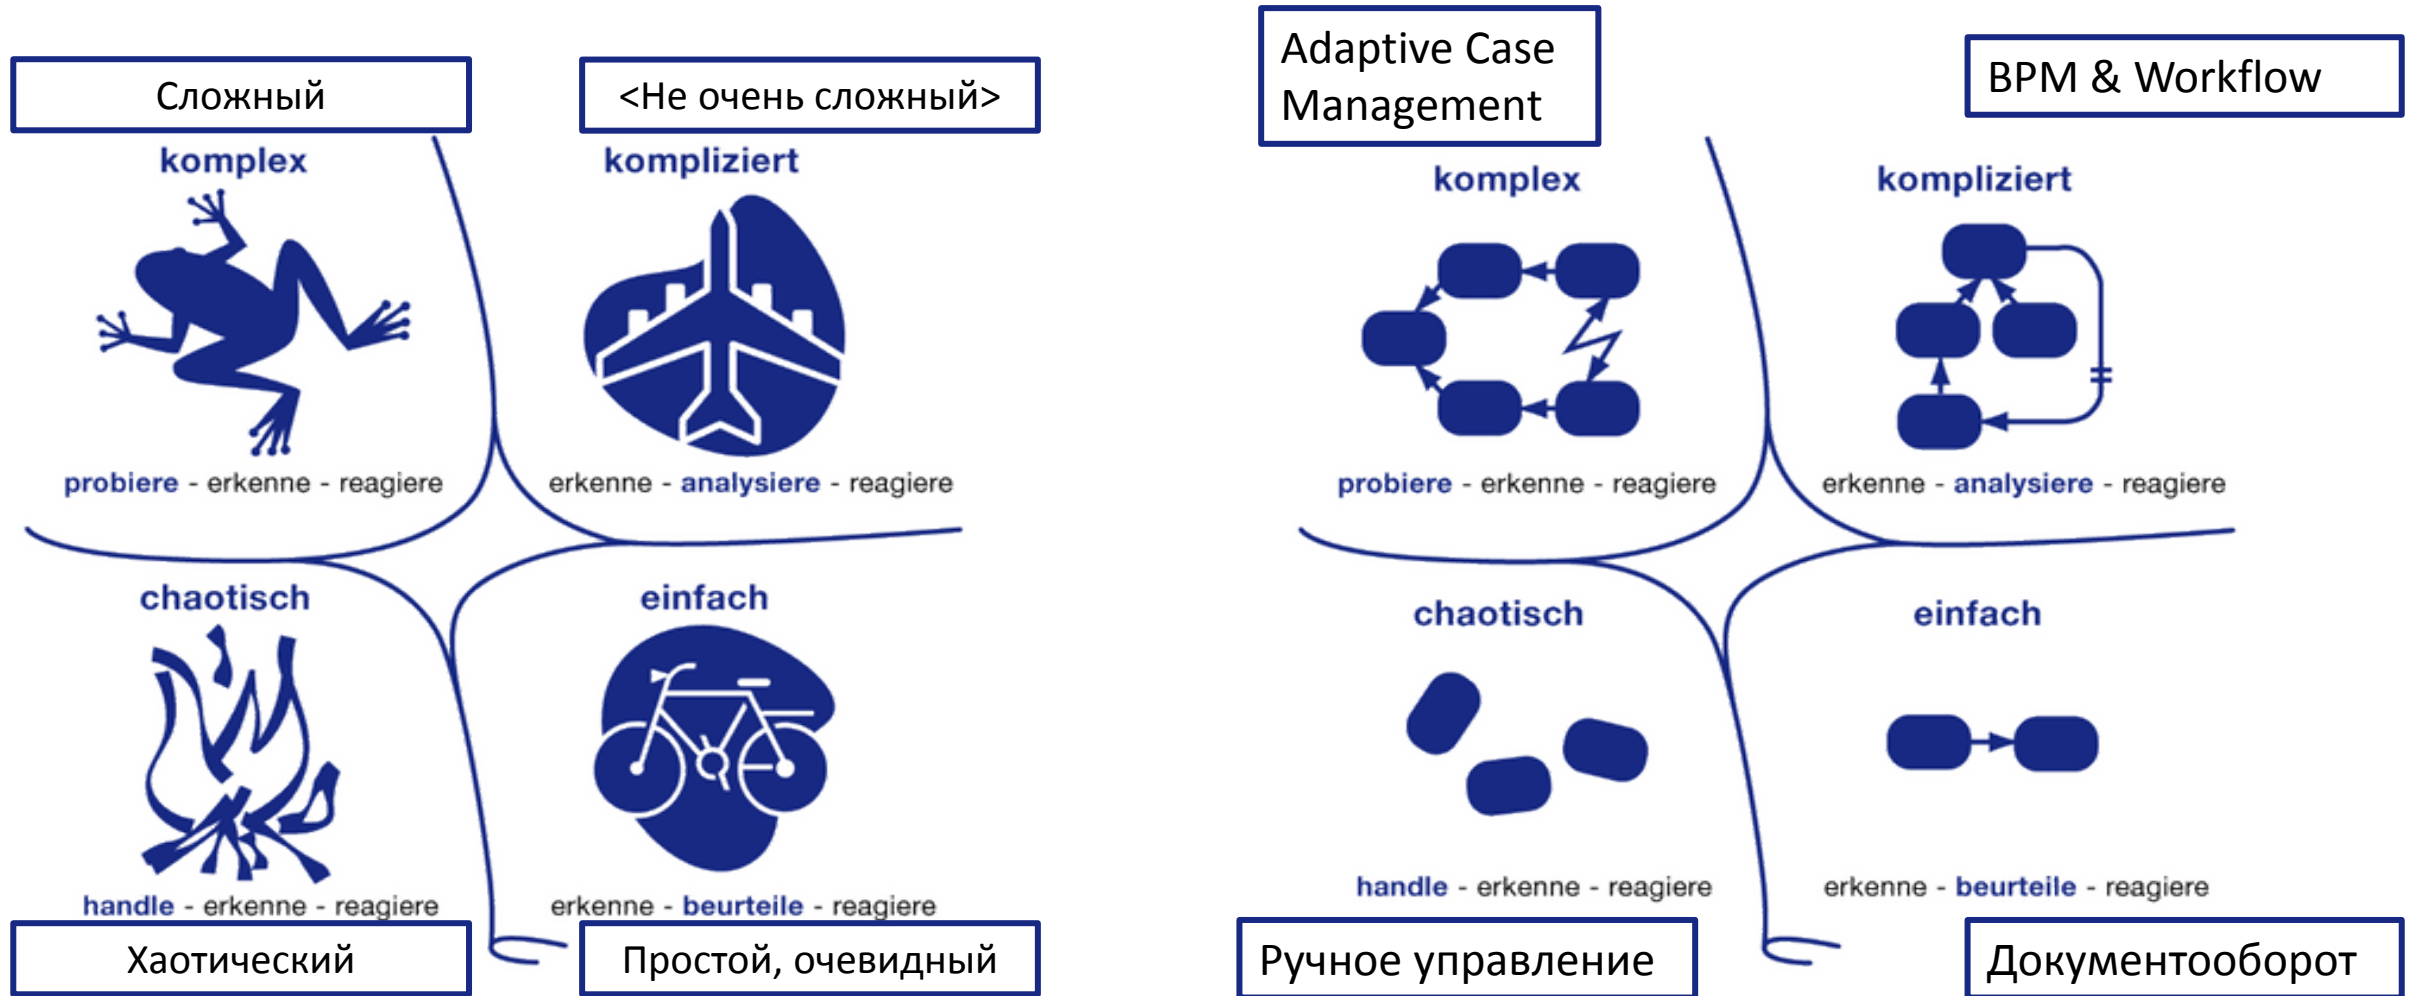 Сложный
<Не очень сложный>
komplex
kompliziert
probiere - erkenne - reagiere
erkenne - analysiere - reagiere
chaotisch
einfach
handle - erkenne - reagiere
erkenne - beurteile - reagiere
Хаотический
Простой, очевидный
Adaptive Case
Management
BPM & Workflow
komplex
kompliziert
probiere - erkenne - reagiere
erkenne - analysiere - reagiere
chaotisch
einfach
handle - erkenne - reagiere
erkenne - beurteile - reagiere
Ручное управление
Документооборот